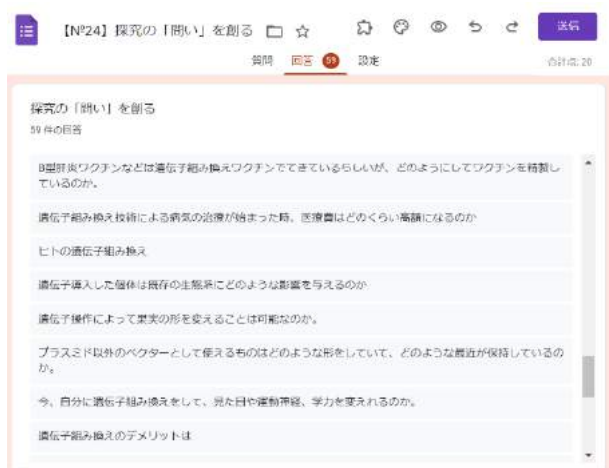 【Nº24】探究の「問い」を創る
送信
質問 回答 59 設定
合計点: 20
探究の「問い」を創る
59 件の回答
B型肝炎ワクチンなどは遺伝子組み換えワクチンでできているらしいが、どのようにしてワクチンを精製し
ているのか。
遺伝子組み換え技術による病気の治療が始まった時、医療費はどのくらい高額になるのか
ヒトの遺伝子組み換え
遺伝子導入した個体は既存の生態系にどのような影響を与えるのか
遺伝子操作によって果実の形を変えることは可能なのか。
プラスミド以外のベクターとして使えるものはどのような形をしていて、どのような最近が保持しているの
か。
今、自分に遺伝子組み換えをして、見た目や運動神経、学力を変えれるのか。
遺伝子組み換えのデメリットは